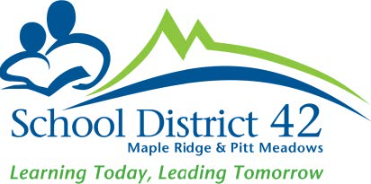 School District 42
Maple Ridge & Pitt Meadows
Learning Today, Leading Tomorrow